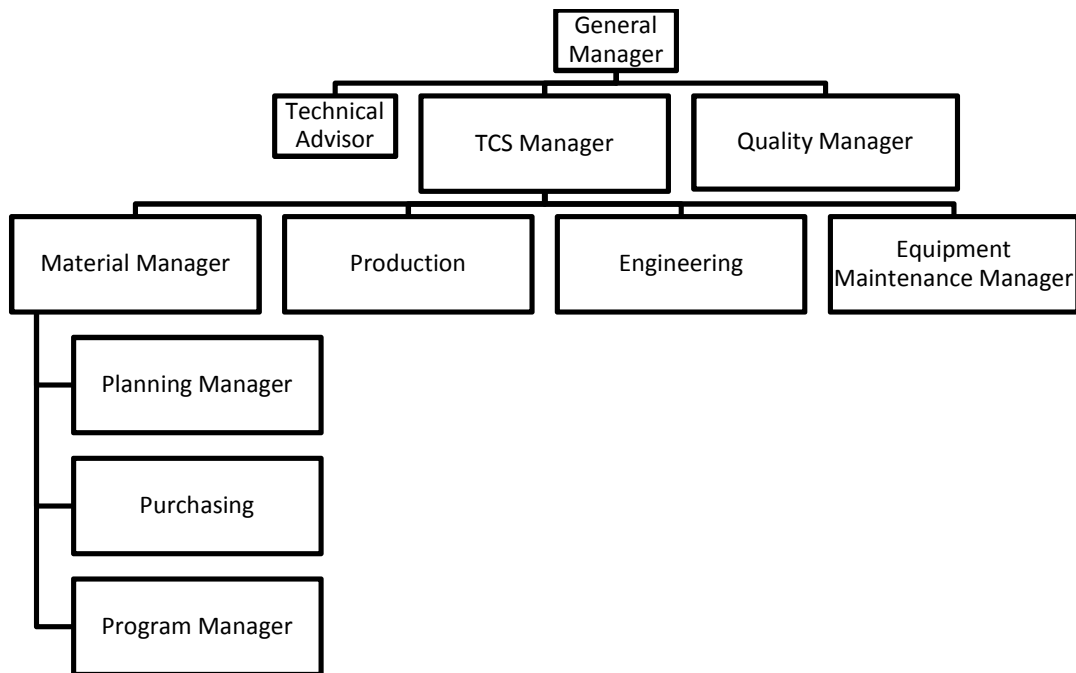 General
Manager
Technical
Advisor
TCS Manager
Quality Manager
Material Manager
Production
Engineering
Equipment
Maintenance Manager
Planning Manager
Purchasing
Program Manager